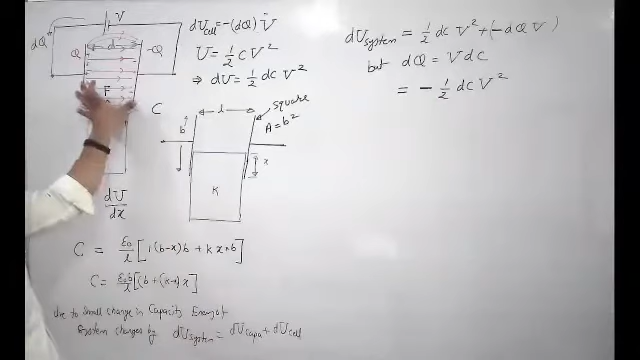 V
dQ
Q
-Q
d
F
dU/dx
dU_cell = -(dQ) V
U = 1/2 C V²
⇒ dU = 1/2 dC V²
C
l
square
A = b²
b
x
K
C = ε₀/l [1(b-x)b + K x × b]
C = ε₀b/l [b + (K-1)x]
Due to Small change in Capacity Energy of
System changes by dU_system = dU_capa + dU_cell
dU_system = 1/2 dC V² + (-dQ V)
but dQ = V dC
= - 1/2 dC V²